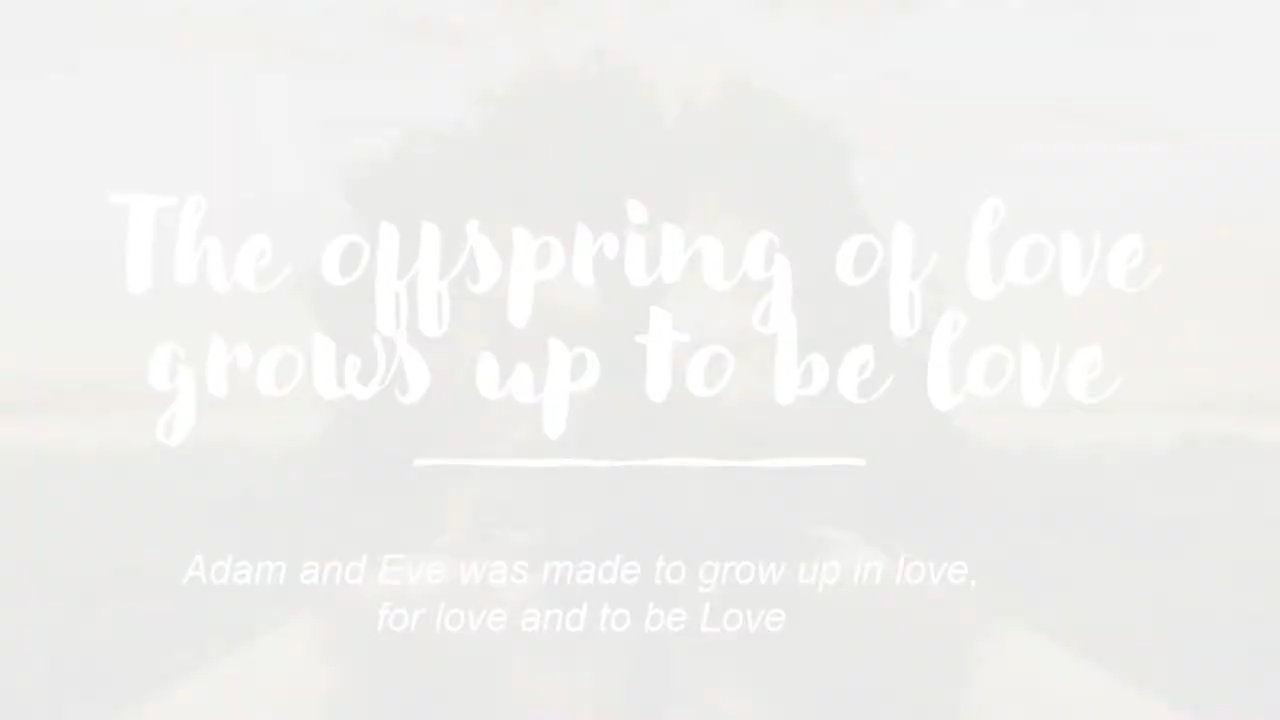 The offspring of love
grows up to be love
Adam and Eve was made to grow up in love,
for love and to be Love